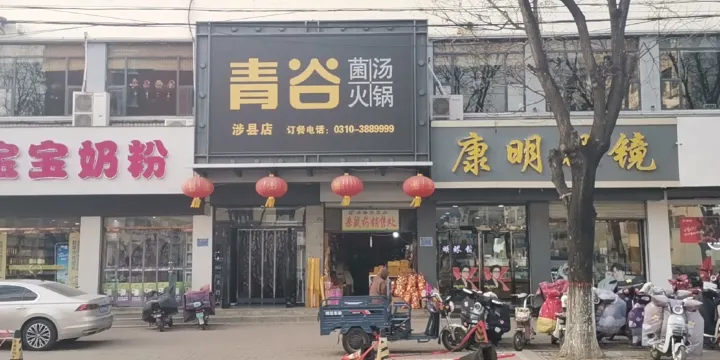 宝宝奶粉
青谷
菌汤
火锅
涉县店
订餐电话：0310-3889999
康明
镜